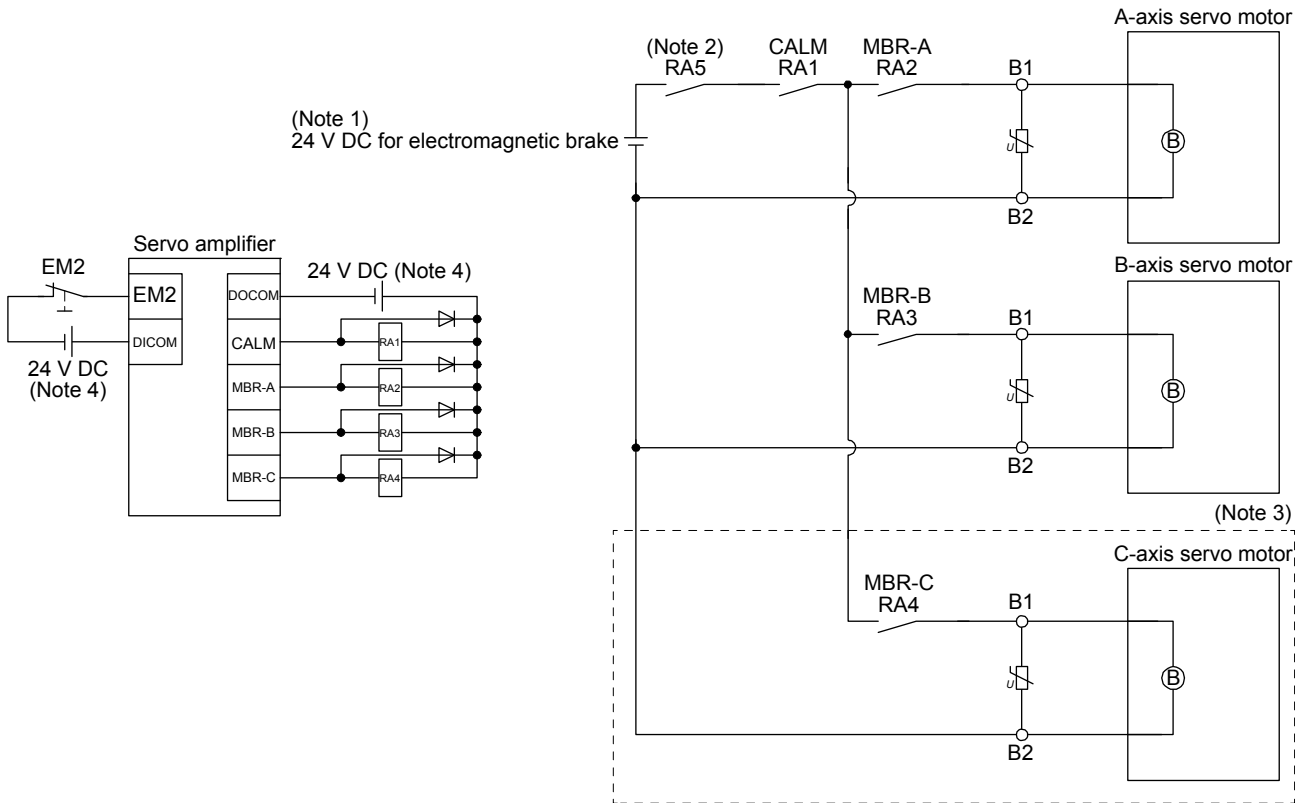 A-axis servo motor
(Note 2)
RA5
CALM
RA1
MBR-A
RA2
B1
(Note 1)
24 V DC for electromagnetic brake
U
B
B2
Servo amplifier
EM2
EM2
DICOM
24 V DC
(Note 4)
DOCOM
CALM
MBR-A
MBR-B
MBR-C
24 V DC (Note 4)
RA1
RA2
RA3
RA4
B-axis servo motor
MBR-B
RA3
B1
U
B
B2
(Note 3)
C-axis servo motor
MBR-C
RA4
B1
U
B
B2